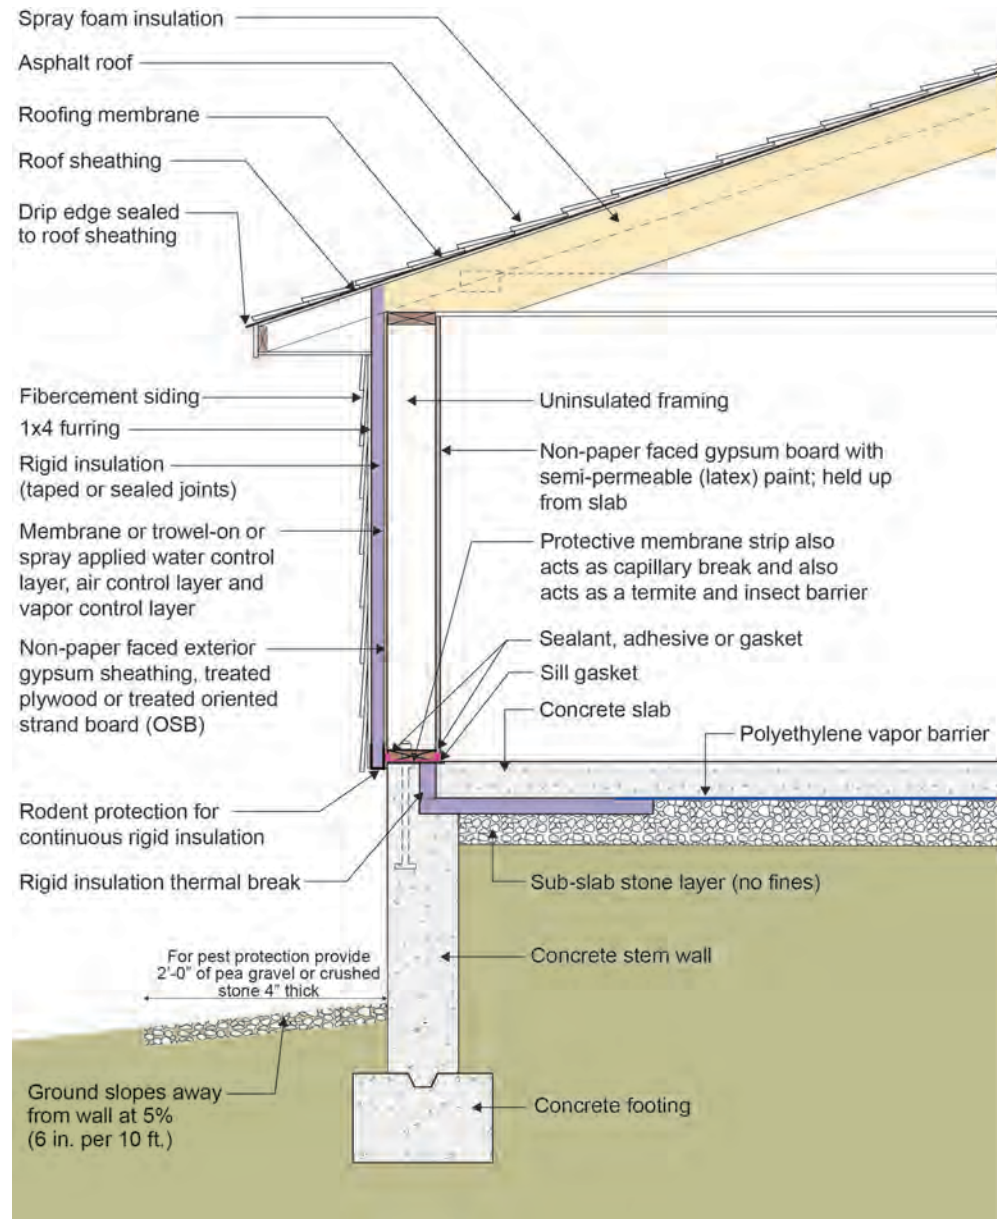 Spray foam insulation
Asphalt roof
Roofing membrane
Roof sheathing
Drip edge sealed
to roof sheathing
Fibercement siding
1x4 furring
Rigid insulation
(taped or sealed joints)
Membrane or trowel-on or
spray applied water control
layer, air control layer and
vapor control layer
Non-paper faced exterior
gypsum sheathing, treated
plywood or treated oriented
strand board (OSB)
Rodent protection for
continuous rigid insulation
Rigid insulation thermal break
For pest protection provide
2'-0" of pea gravel or crushed
stone 4" thick
Ground slopes away
from wall at 5%
(6 in. per 10 ft.)
Uninsulated framing
Non-paper faced gypsum board with
semi-permeable (latex) paint; held up
from slab
Protective membrane strip also
acts as capillary break and also
acts as a termite and insect barrier
Sealant, adhesive or gasket
Sill gasket
Concrete slab
Polyethylene vapor barrier
Sub-slab stone layer (no fines)
Concrete stem wall
Concrete footing